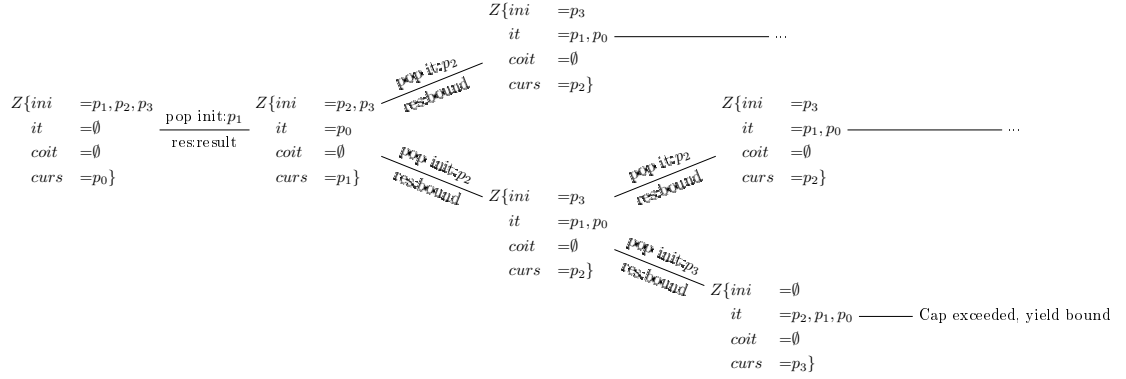 Z{ini =p₁, p₂, p₃
it =∅
coit =∅
curs =p₀}
pop init:p₁
res:result
Z{ini =p₂, p₃
it =p₀
coit =∅
curs =p₁}
pop it:p₂
res:bound
Z{ini =p₃
it =p₁, p₀
coit =∅
curs =p₂}
...
pop init:p₂
res:bound
Z{ini =p₃
it =p₁, p₀
coit =∅
curs =p₂}
pop it:p₂
res:bound
Z{ini =p₃
it =p₁, p₀
coit =∅
curs =p₂}
...
pop init:p₃
res:bound
Z{ini =∅
it =p₂, p₁, p₀
coit =∅
curs =p₃}
Cap exceeded, yield bound